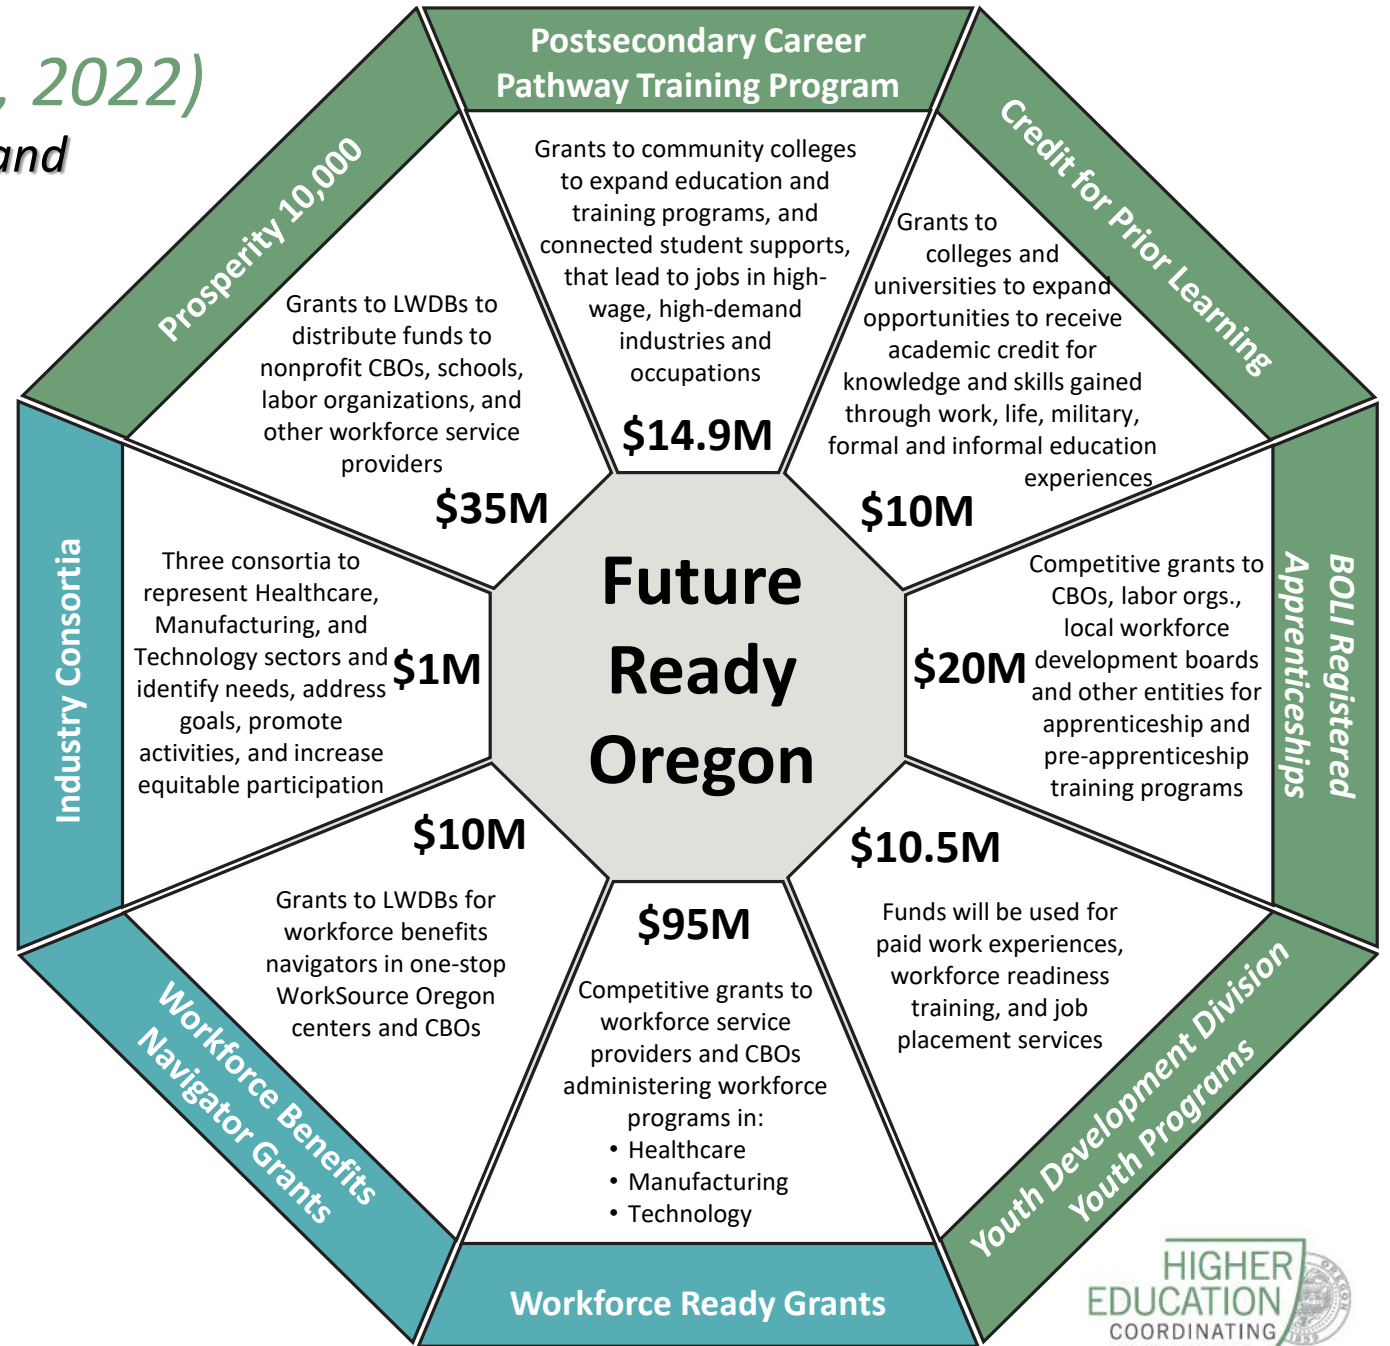 , 2022)
and
Postsecondary Career
Pathway Training Program
Grants to community colleges
to expand education and
training programs, and
connected student supports,
that lead to jobs in high-
wage, high-demand
industries and
occupations
$14.9M
Credit for Prior Learning
Grants to
colleges and
universities to expand
opportunities to receive
academic credit for
knowledge and skills gained
through work, life, military,
formal and informal education
experiences
$10M
BOLI Registered
Apprenticeships
Competitive grants to
CBOs, labor orgs.,
local workforce
development boards
and other entities for
apprenticeship and
pre-apprenticeship
training programs
$20M
Youth Development Division
Youth Programs
$10.5M
Funds will be used for
paid work experiences,
workforce readiness
training, and job
placement services
Workforce Ready Grants
$95M
Competitive grants to
workforce service
providers and CBOs
administering workforce
programs in:
• Healthcare
• Manufacturing
• Technology
Workforce Benefits
Navigator Grants
$10M
Grants to LWDBs for
workforce benefits
navigators in one-stop
WorkSource Oregon
centers and CBOs
Industry Consortia
Three consortia to
represent Healthcare,
Manufacturing, and
Technology sectors and
identify needs, address
goals, promote
activities, and increase
equitable participation
$1M
Prosperity 10,000
Grants to LWDBs to
distribute funds to
nonprofit CBOs, schools,
labor organizations, and
other workforce service
providers
$35M
Future
Ready
Oregon
HIGHER
EDUCATION
COORDINATING
OREGON
1859